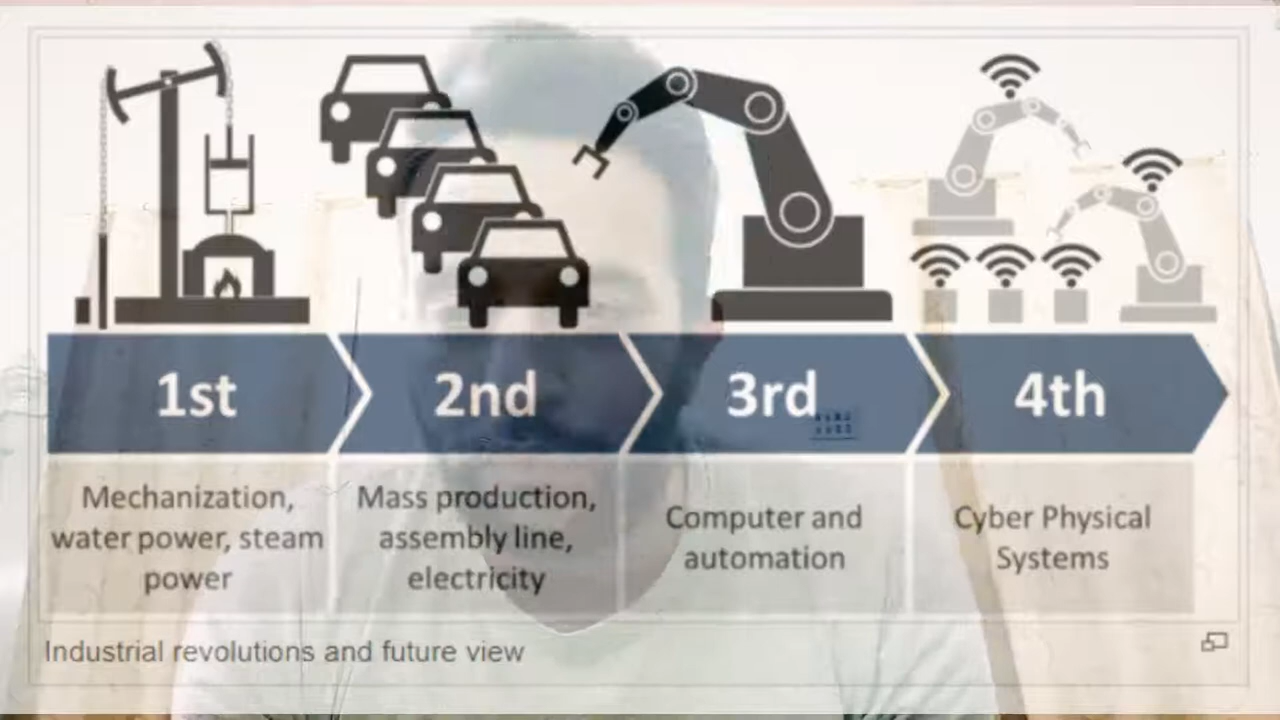 1st
2nd
3rd
4th
Mechanization,
water power, steam
power
Mass production,
assembly line,
electricity
Computer and
automation
Cyber Physical
Systems
Industrial revolutions and future view